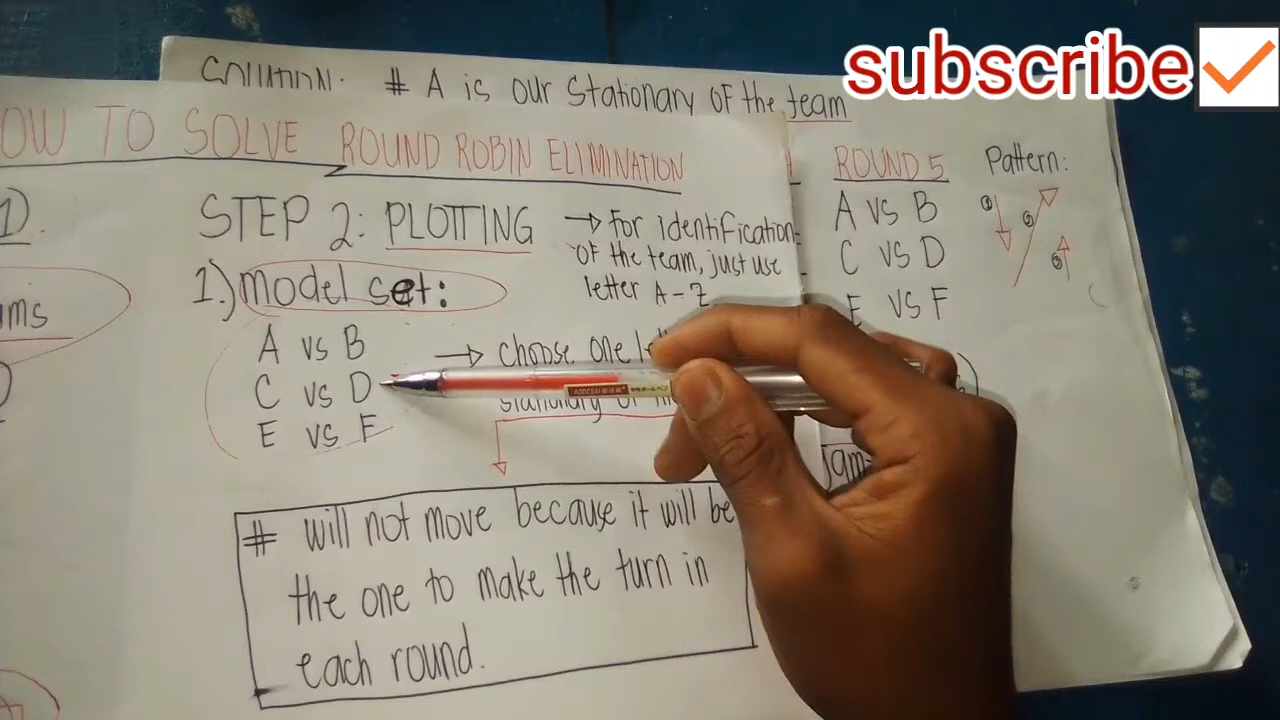 subscribe
# A is our stationary of the team
OW TO SOLVE ROUND ROBIN ELIMINATION
STEP 2: PLOTTING
→ For identification
of the team, just use
letter A-Z
1.) model set:
A vs B
C vs D
E vs F
→ choose one
stationary
# will not move because it will be
the one to make the turn in
each round.
ROUND 5
A vs B
C vs D
E vs F
Pattern: